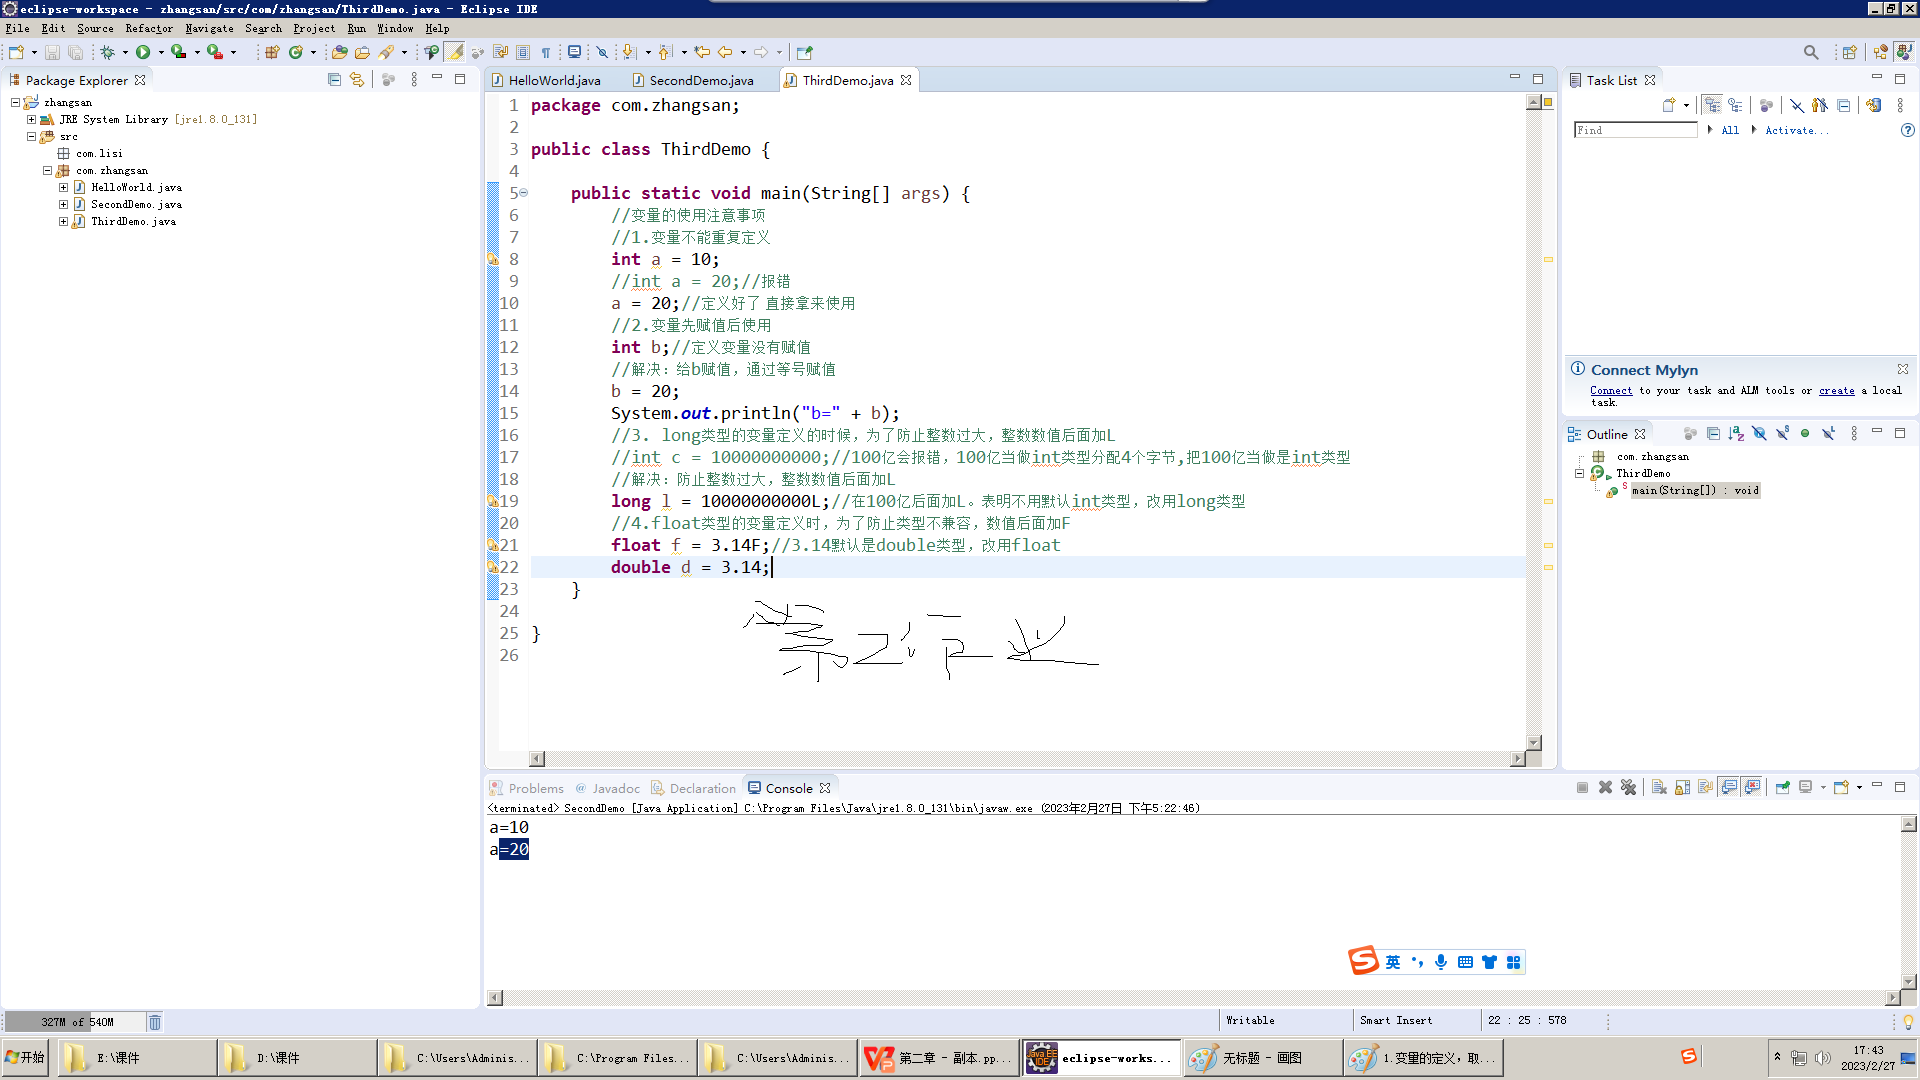 eclipse-workspace - zhangsan/src/com/zhangsan/ThirdDemo.java - Eclipse IDE
File Edit Source Refactor Navigate Search Project Run Window Help
Package Explorer
zhangsan
JRE System Library [jre1.8.0_131]
src
com.lisi
com.zhangsan
HelloWorld.java
SecondDemo.java
ThirdDemo.java
HelloWorld.java SecondDemo.java ThirdDemo.java
1 package com.zhangsan;
2
3 public class ThirdDemo {
4
5 public static void main(String[] args) {
6 //变量的使用注意事项
7 //1.变量不能重复定义
8 int a = 10;
9 //int a = 20;//报错
10 a = 20;//定义好了 直接拿来使用
11 //2.变量先赋值后使用
12 int b;//定义变量没有赋值
13 //解决：给b赋值，通过等号赋值
14 b = 20;
15 System.out.println("b=" + b);
16 //3. long类型的变量定义的时候，为了防止整数过大，整数数值后面加L
17 //int c = 10000000000;//100亿会报错，100亿当做int类型分配4个字节,把100亿当做是int类型
18 //解决：防止整数过大，整数数值后面加L
19 long l = 10000000000L;//在100亿后面加L。表明不用默认int类型，改用long类型
20 //4.float类型的变量定义时，为了防止类型不兼容，数值后面加F
21 float f = 3.14F;//3.14默认是double类型，改用float
22 double d = 3.14;
23 }
24
25 }
26
Task List
Find All Activate...
Connect Mylyn
Connect to your task and ALM tools or create a local
task.
Outline
com.zhangsan
ThirdDemo
main(String[]) : void
Problems Javadoc Declaration Console
<terminated> SecondDemo [Java Application] C:\Program Files\Java\jre1.8.0_131\bin\javaw.exe (2023年2月27日 下午5:22:46)
a=10
a=20
英
327M of 540M
Writable Smart Insert 22 : 25 : 578
开始 E:\课件 D:\课件 C:\Users\Adminis... C:\Program Files... C:\Users\Adminis... 第二章 - 副本.pp... eclipse-works... 无标题 - 画图 1.变量的定义，取...
17:43
2023/2/27